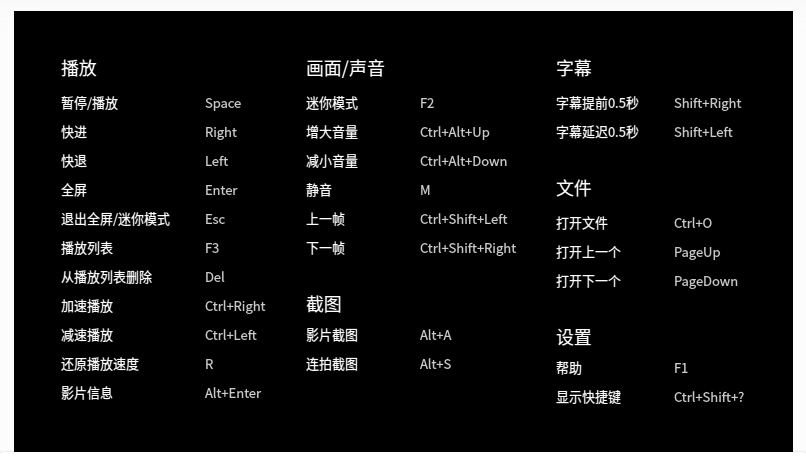 播放
暂停/播放 Space
快进 Right
快退 Left
全屏 Enter
退出全屏/迷你模式 Esc
播放列表 F3
从播放列表删除 Del
加速播放 Ctrl+Right
减速播放 Ctrl+Left
还原播放速度 R
影片信息 Alt+Enter
画面/声音
迷你模式 F2
增大音量 Ctrl+Alt+Up
减小音量 Ctrl+Alt+Down
静音 M
上一帧 Ctrl+Shift+Left
下一帧 Ctrl+Shift+Right
截图
影片截图 Alt+A
连拍截图 Alt+S
字幕
字幕提前0.5秒 Shift+Right
字幕延迟0.5秒 Shift+Left
文件
打开文件 Ctrl+O
打开上一个 PageUp
打开下一个 PageDown
设置
帮助 F1
显示快捷键 Ctrl+Shift+?